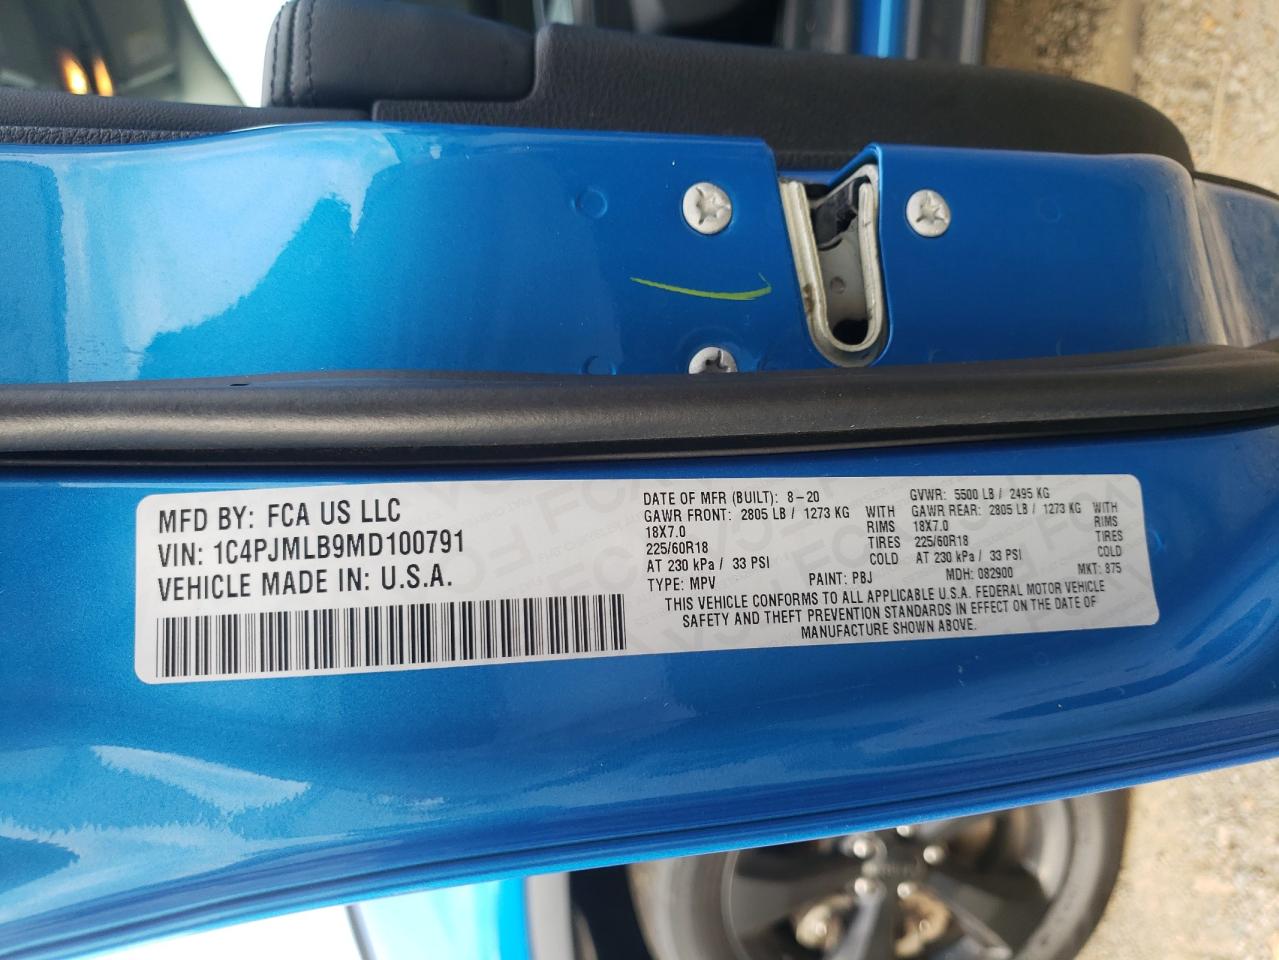 MFD BY: FCA US LLC
VIN: 1C4PJMLB9MD100791
VEHICLE MADE IN: U.S.A.
DATE OF MFR (BUILT): 8-20 GVWR: 5500 LB / 2495 KG
GAWR FRONT: 2805 LB / 1273 KG WITH GAWR REAR: 2805 LB / 1273 KG WITH
18X7.0 RIMS 18X7.0 RIMS
225/60R18 TIRES 225/60R18 TIRES
AT 230 kPa / 33 PSI COLD AT 230 kPa / 33 PSI COLD
TYPE: MPV PAINT: PBJ MDH: 082900 MKT: 875
THIS VEHICLE CONFORMS TO ALL APPLICABLE U.S.A. FEDERAL MOTOR VEHICLE
SAFETY AND THEFT PREVENTION STANDARDS IN EFFECT ON THE DATE OF
MANUFACTURE SHOWN ABOVE.